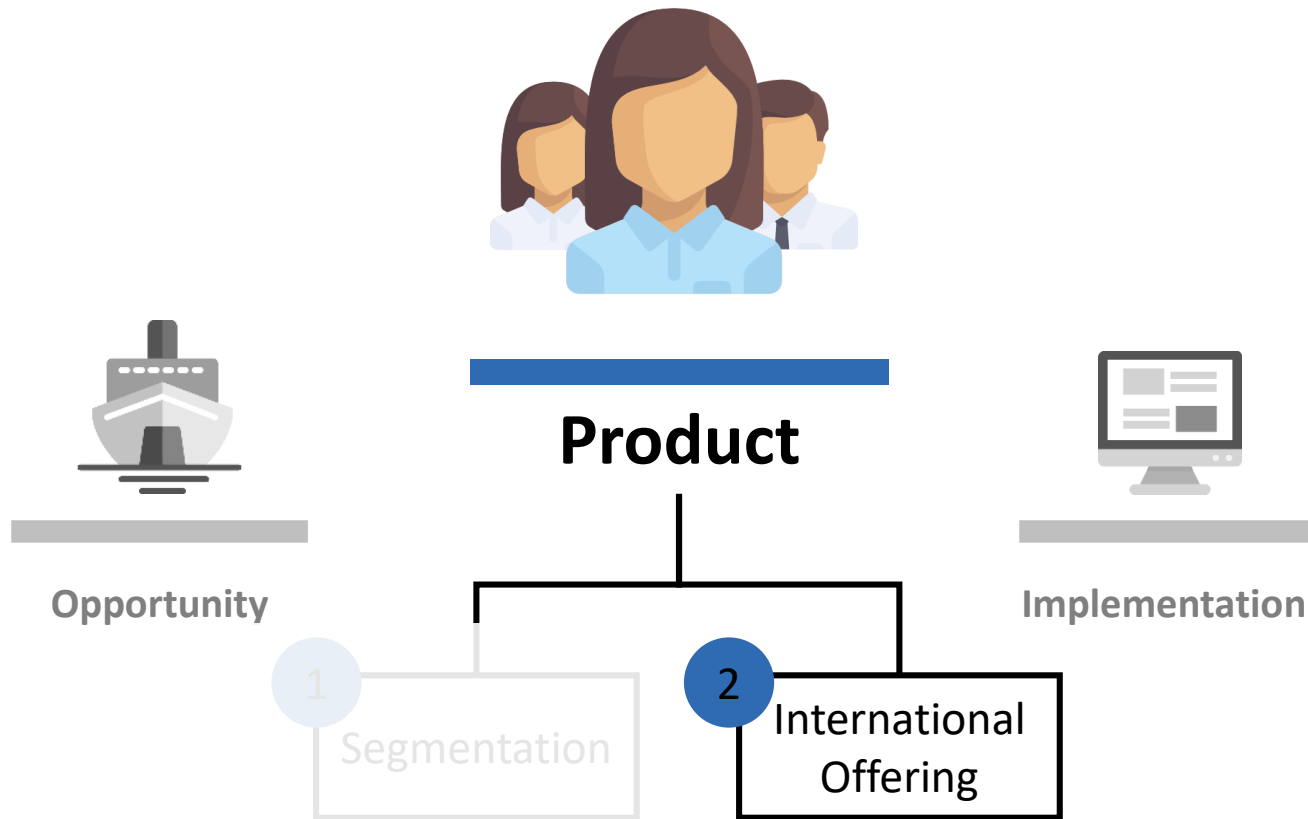 Product
Opportunity
Implementation
1
Segmentation
2
International
Offering